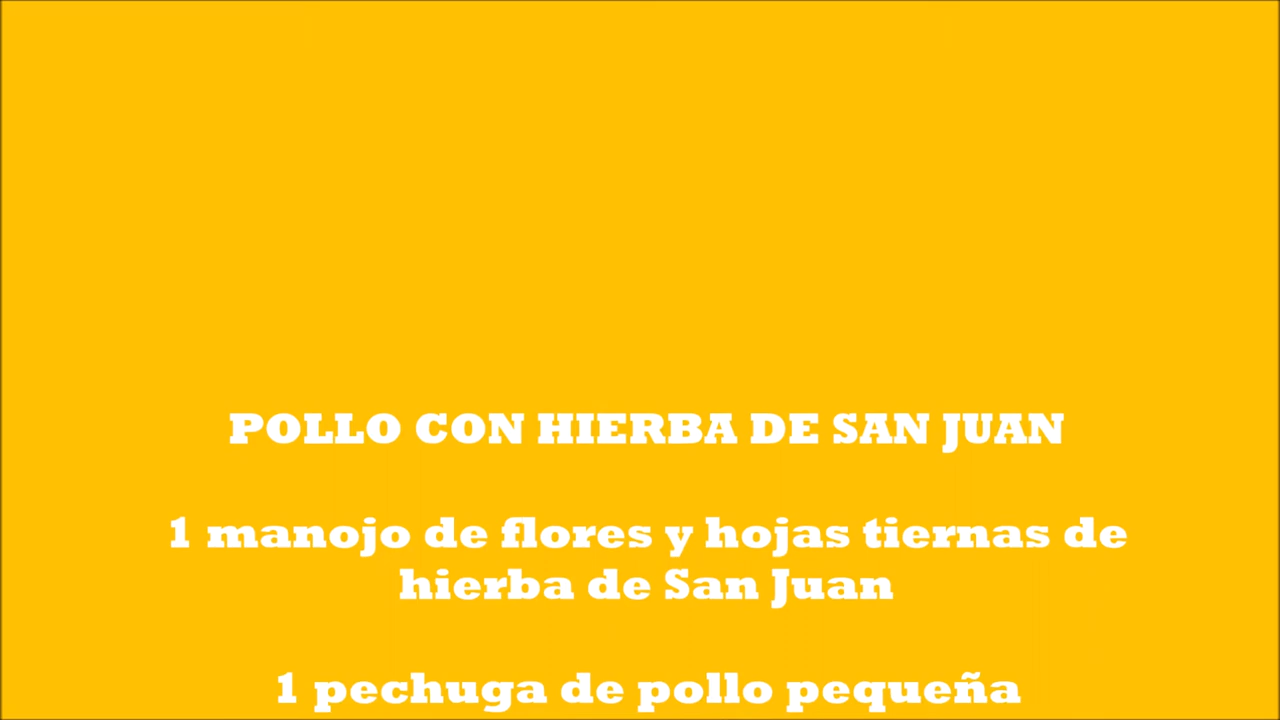 POLLO CON HIERBA DE SAN JUAN
1 manojo de flores y hojas tiernas de
hierba de San Juan
1 pechuga de pollo pequeña